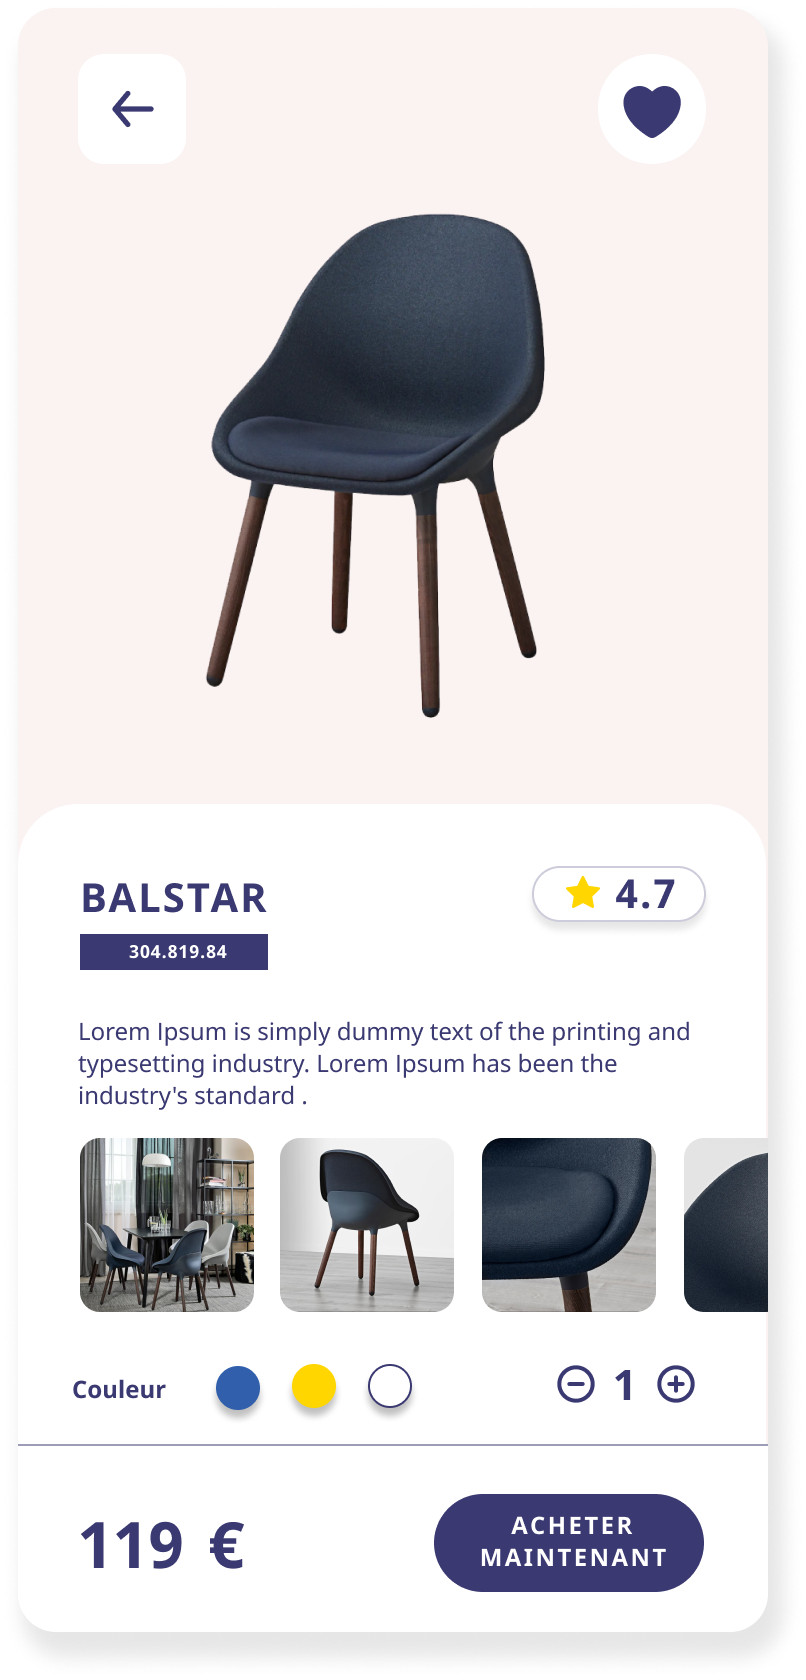 BALSTAR
4.7
304.819.84
Lorem Ipsum is simply dummy text of the printing and
typesetting industry. Lorem Ipsum has been the
industry's standard .
Couleur
1
119 €
ACHETER
MAINTENANT